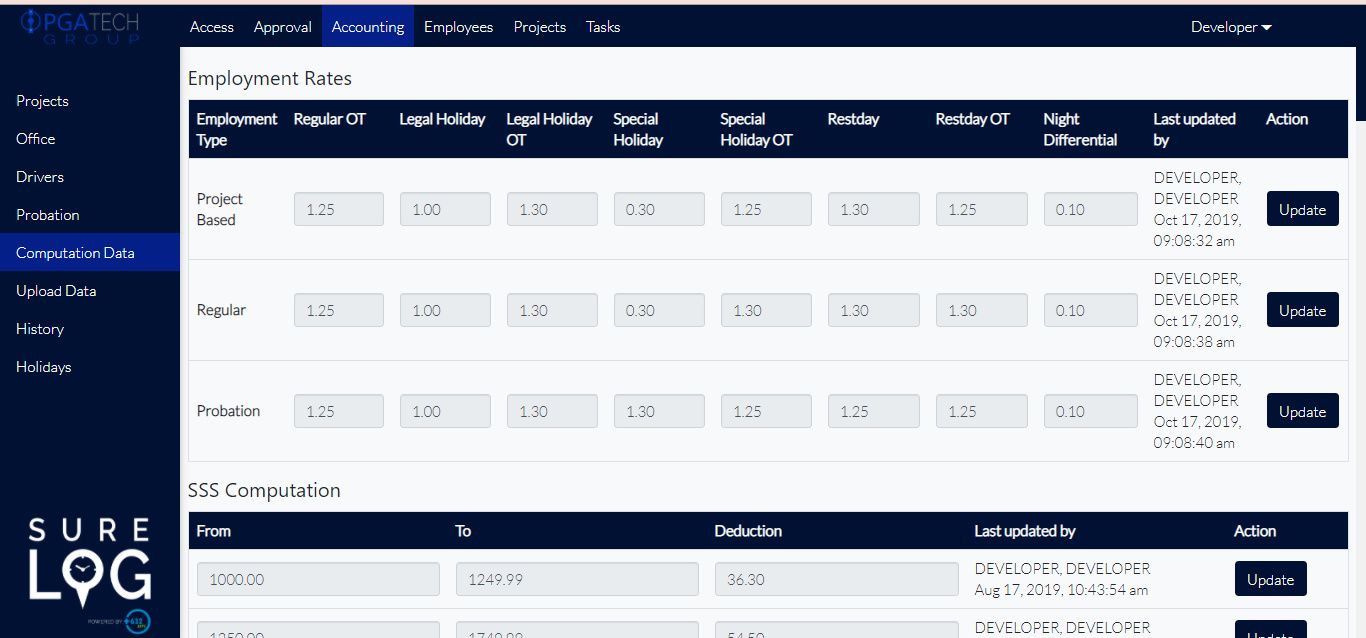 PGATECH
GROUP
Access Approval Accounting Employees Projects Tasks Developer
Projects
Office
Drivers
Probation
Computation Data
Upload Data
History
Holidays
SURE
LOG
POWERED BY
Employment Rates
Employment Type Regular OT Legal Holiday Legal Holiday OT Special Holiday Special Holiday OT Restday Restday OT Night Differential Last updated by Action
Project Based 1.25 1.00 1.30 0.30 1.25 1.30 1.25 0.10 DEVELOPER, DEVELOPER Oct 17, 2019, 09:08:32 am Update
Regular 1.25 1.00 1.30 0.30 1.30 1.30 1.30 0.10 DEVELOPER, DEVELOPER Oct 17, 2019, 09:08:38 am Update
Probation 1.25 1.00 1.30 1.30 1.25 1.25 1.25 0.10 DEVELOPER, DEVELOPER Oct 17, 2019, 09:08:40 am Update
SSS Computation
From To Deduction Last updated by Action
1000.00 1249.99 36.30 DEVELOPER, DEVELOPER Aug 17, 2019, 10:43:54 am Update
1250.00 1749.99 54.50 DEVELOPER, DEVELOPER Update